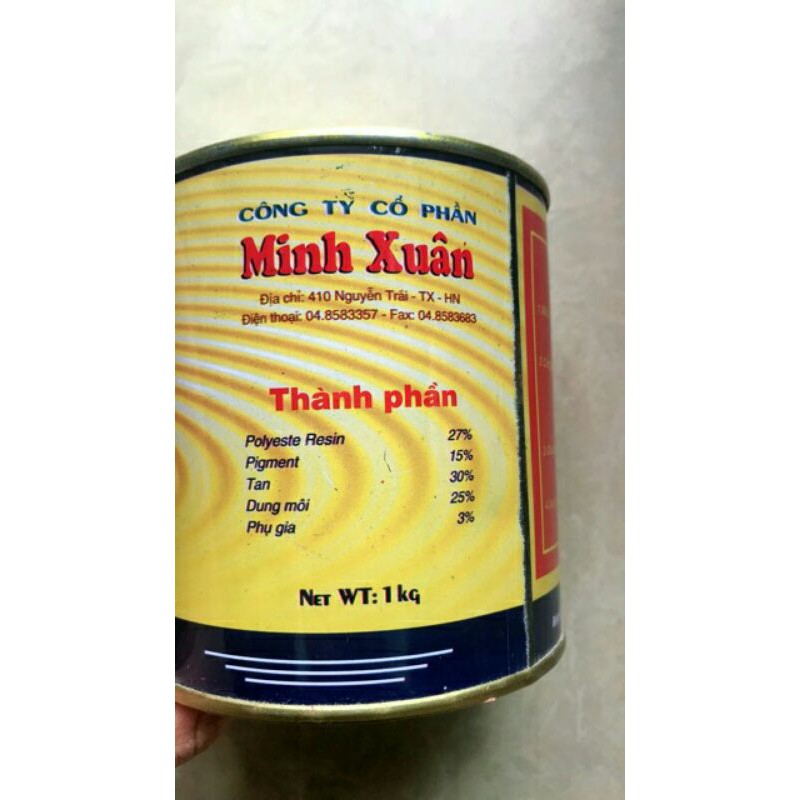 CÔNG TY CỔ PHẦN
Minh Xuân
Địa chỉ: 410 Nguyễn Trãi - TX - HN
Điện thoại: 04.8583357 - Fax: 04.8583683
Thành phần
Polyeste Resin 27%
Pigment 15%
Tan 30%
Dung môi 25%
Phụ gia 3%
NET WT: 1 kG